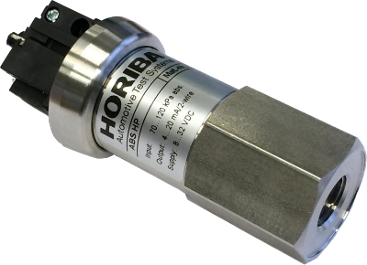 HORIBA
Automotive Test Systems
ABS HP
Input 70 - 120 kPa abs
Output 4 - 20 mA/2-wire
Supply 8 - 32 VDC